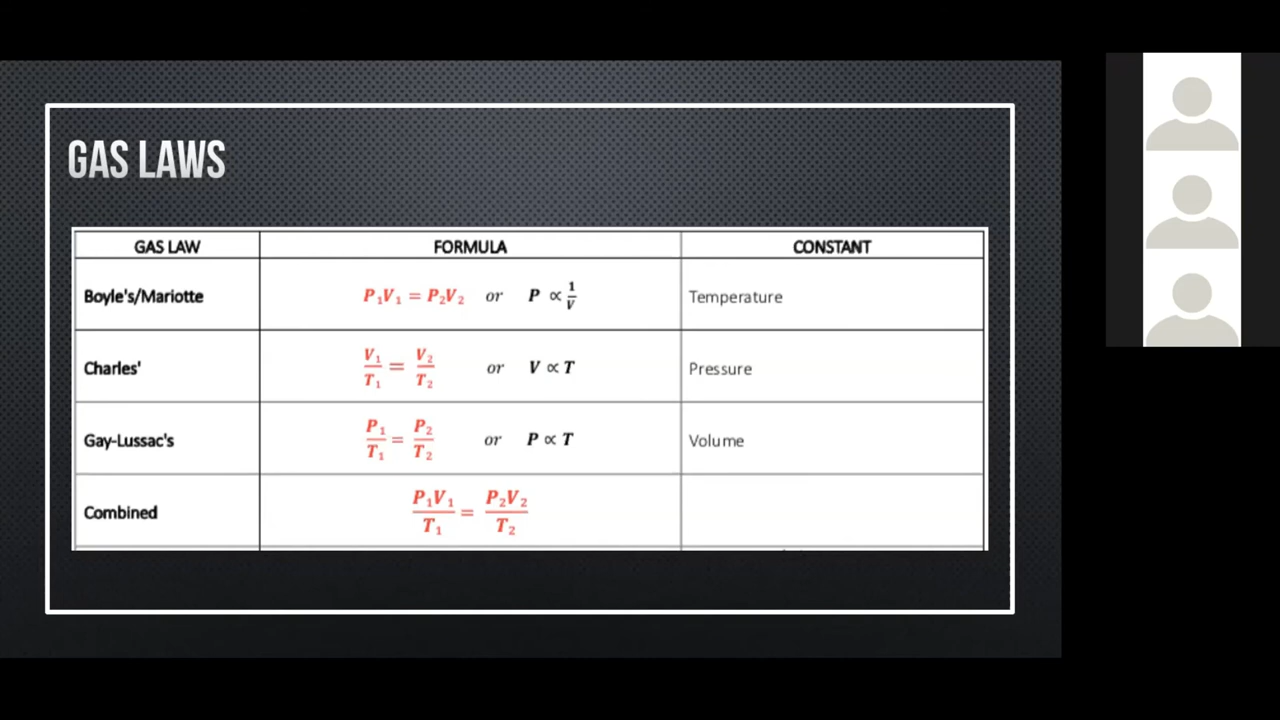 GAS LAWS
GAS LAW FORMULA CONSTANT
Boyle's/Mariotte P₁V₁ = P₂V₂ or P ∝ 1/V Temperature
Charles' V₁/T₁ = V₂/T₂ or V ∝ T Pressure
Gay-Lussac's P₁/T₁ = P₂/T₂ or P ∝ T Volume
Combined P₁V₁/T₁ = P₂V₂/T₂